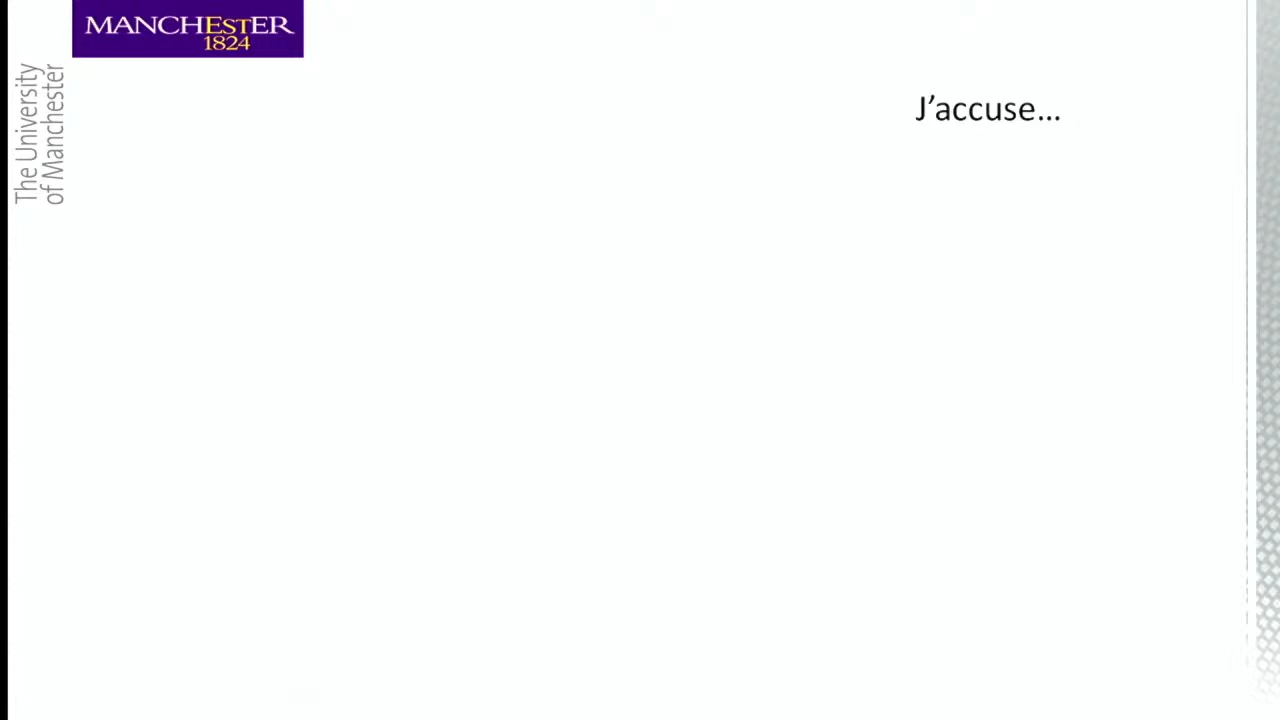 MANCHESTER
1824
The University
of Manchester
J’accuse…